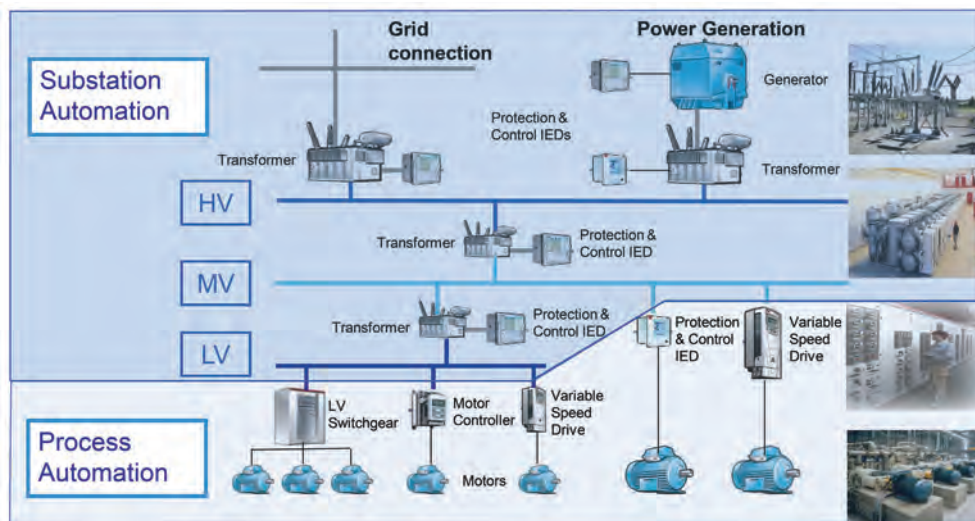 Grid
connection
Power Generation
Substation
Automation
Generator
Protection &
Control IEDs
Transformer
Transformer
HV
Transformer
Protection &
Control IED
MV
Transformer
Protection &
Control IED
Protection
& Control
IED
Variable
Speed
Drive
LV
LV
Switchgear
Motor
Controller
Variable
Speed
Drive
Process
Automation
Motors